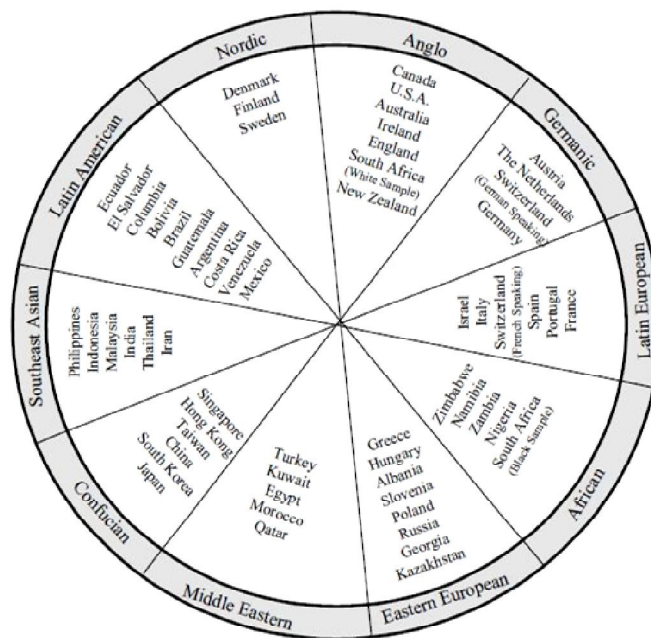 Nordic
Denmark
Finland
Sweden
Anglo
Canada
U.S.A.
Australia
Ireland
England
South Africa
(White Sample)
New Zealand
Germanic
Austria
The Netherlands
Switzerland
(German Speaking)
Germany
Latin European
Israel
Italy
Switzerland
(French Spaking)
Spain
Portugal
France
African
Zimbabwe
Namibia
Zambia
Nigeria
South Africa
(Black Sample)
Eastern European
Greece
Hungary
Albania
Slovenia
Poland
Russia
Georgia
Kazakhstan
Middle Eastern
Turkey
Kuwait
Egypt
Morocco
Qatar
Confucian
Singapore
Hong Kong
Taiwan
China
South Korea
Japan
Southeast Asian
Philippines
Indonesia
Malaysia
India
Thailand
Iran
Latin American
Ecuador
El Salvador
Columbia
Bolivia
Brazil
Guatemala
Argentina
Costa Rica
Venezuela
Mexico